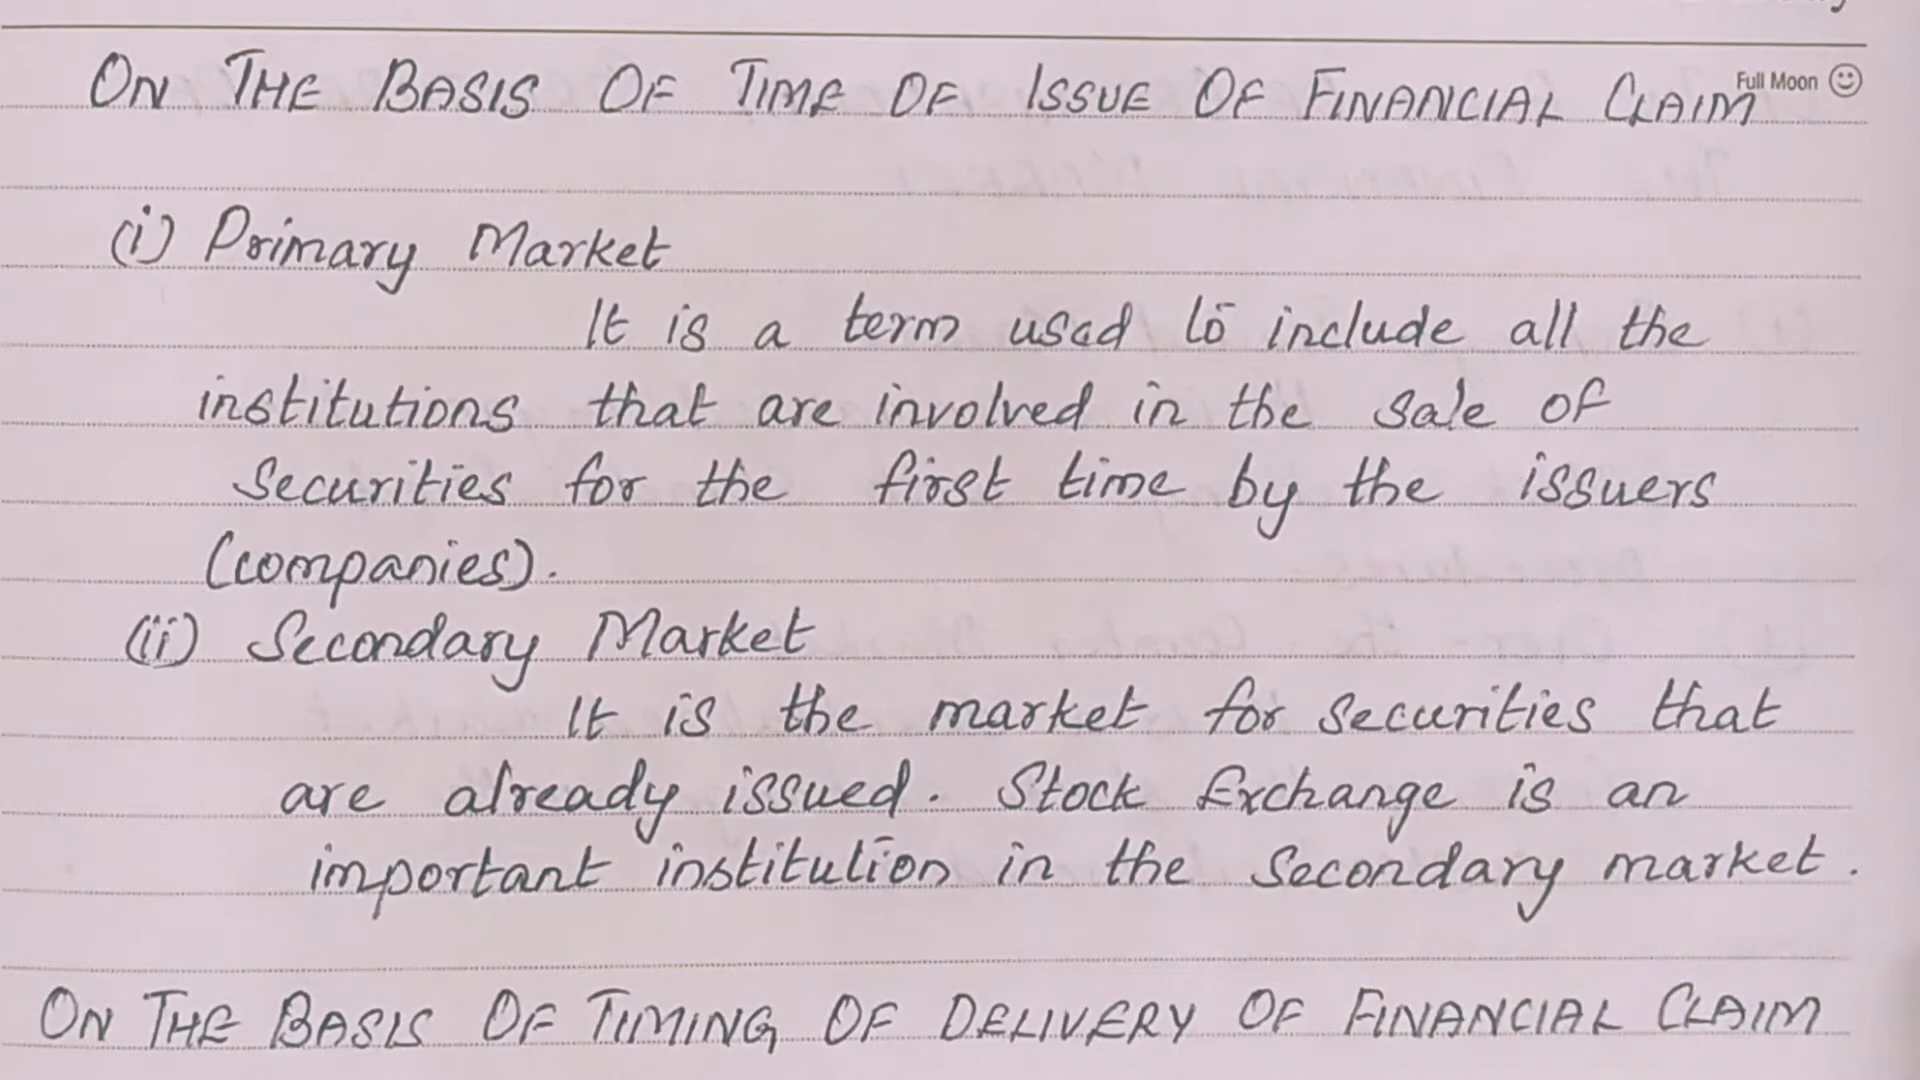 ON THE BASIS OF TIME OF ISSUE OF FINANCIAL CLAIM
Full Moon
(i) Primary Market
It is a term used to include all the
institutions that are involved in the sale of
Securities for the first time by the issuers
(companies).
(ii) Secondary Market
It is the market for securities that
are already issued. Stock Exchange is an
important institution in the Secondary market.
ON THE BASIS OF TIMING OF DELIVERY OF FINANCIAL CLAIM